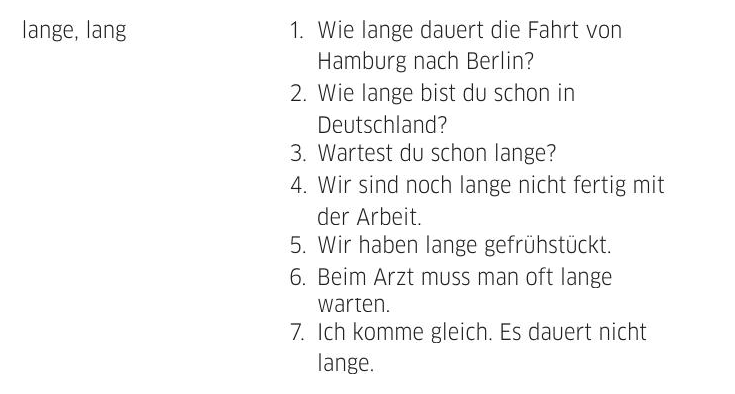 lange, lang
1. Wie lange dauert die Fahrt von
Hamburg nach Berlin?
2. Wie lange bist du schon in
Deutschland?
3. Wartest du schon lange?
4. Wir sind noch lange nicht fertig mit
der Arbeit.
5. Wir haben lange gefrühstückt.
6. Beim Arzt muss man oft lange
warten.
7. Ich komme gleich. Es dauert nicht
lange.